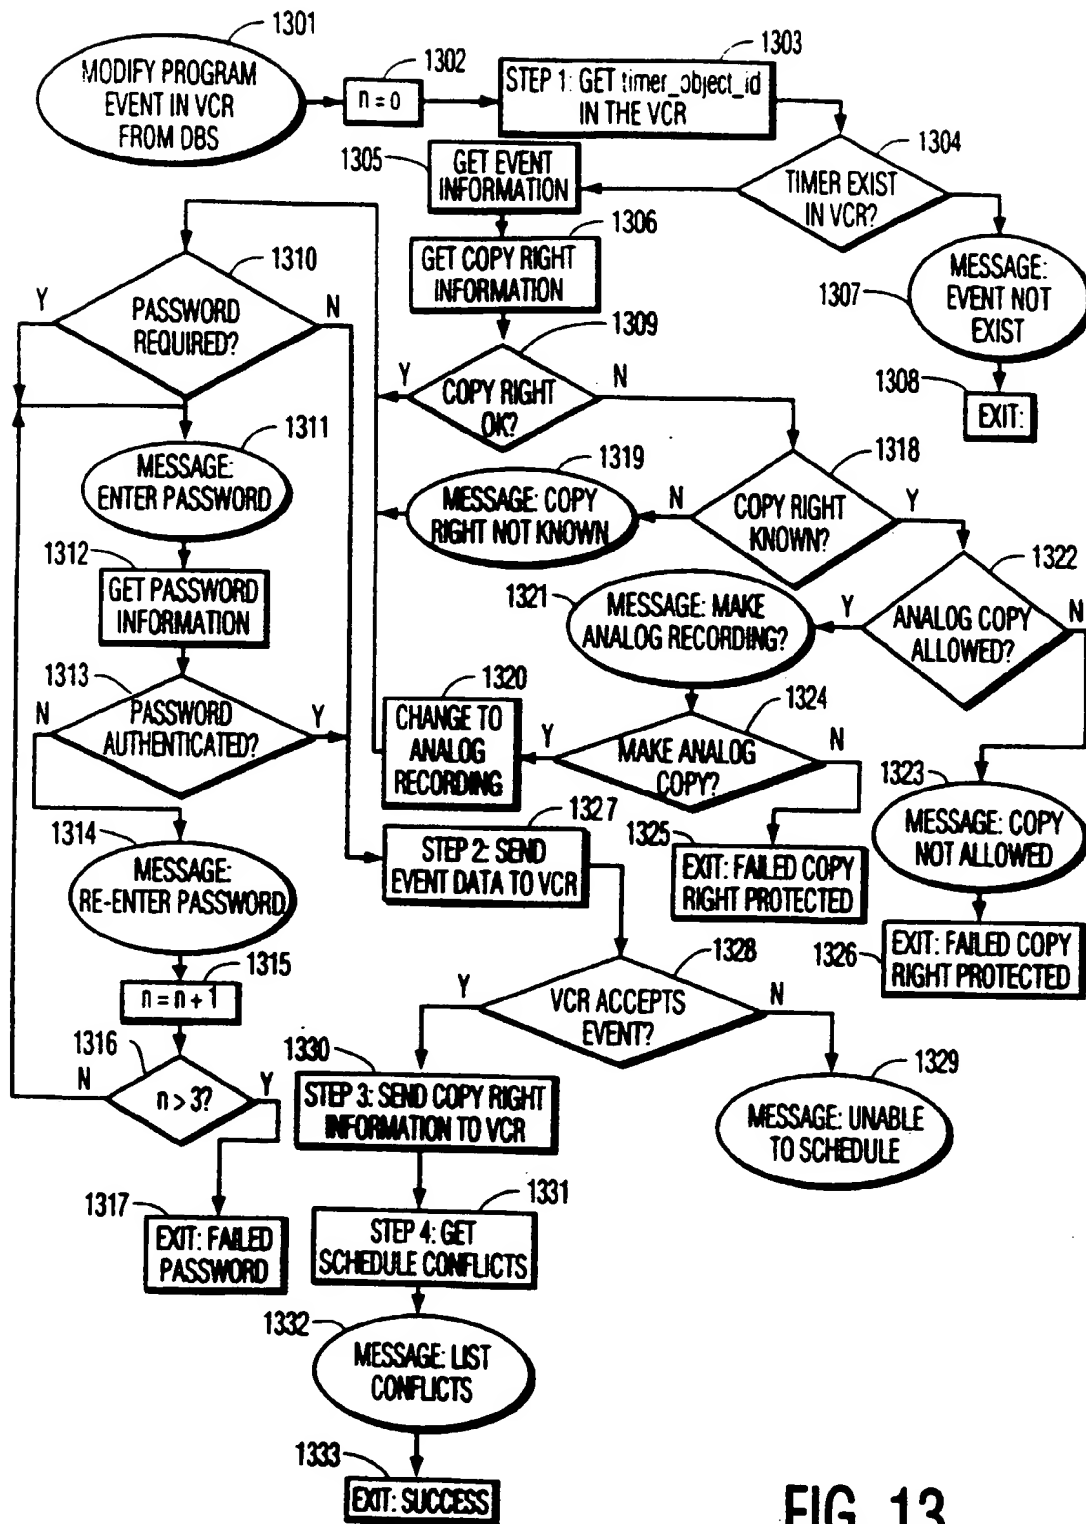 1301
MODIFY PROGRAM
EVENT IN VCR
FROM DBS
1302
n = 0
1303
STEP 1: GET timer_object_id
IN THE VCR
1304
TIMER EXIST
IN VCR?
1305
GET EVENT
INFORMATION
1306
GET COPY RIGHT
INFORMATION
1307
MESSAGE:
EVENT NOT
EXIST
1308
EXIT:
1309
Y
COPY RIGHT
OK?
N
1310
Y
PASSWORD
REQUIRED?
N
1311
MESSAGE:
ENTER PASSWORD
1312
GET PASSWORD
INFORMATION
1313
N
PASSWORD
AUTHENTICATED?
Y
1314
MESSAGE:
RE-ENTER PASSWORD
1315
n = n + 1
1316
N
n > 3?
Y
1317
EXIT: FAILED
PASSWORD
1318
N
COPY RIGHT
KNOWN?
Y
1319
MESSAGE: COPY
RIGHT NOT KNOWN
1322
Y
ANALOG COPY
ALLOWED?
N
1321
MESSAGE: MAKE
ANALOG RECORDING?
1320
CHANGE TO
ANALOG
RECORDING
1324
Y
MAKE ANALOG
COPY?
N
1323
MESSAGE: COPY
NOT ALLOWED
1325
EXIT: FAILED COPY
RIGHT PROTECTED
1326
EXIT: FAILED COPY
RIGHT PROTECTED
1327
STEP 2: SEND
EVENT DATA TO VCR
1328
Y
VCR ACCEPTS
EVENT?
N
1329
MESSAGE: UNABLE
TO SCHEDULE
1330
STEP 3: SEND COPY RIGHT
INFORMATION TO VCR
1331
STEP 4: GET
SCHEDULE CONFLICTS
1332
MESSAGE: LIST
CONFLICTS
1333
EXIT: SUCCESS
FIG. 13